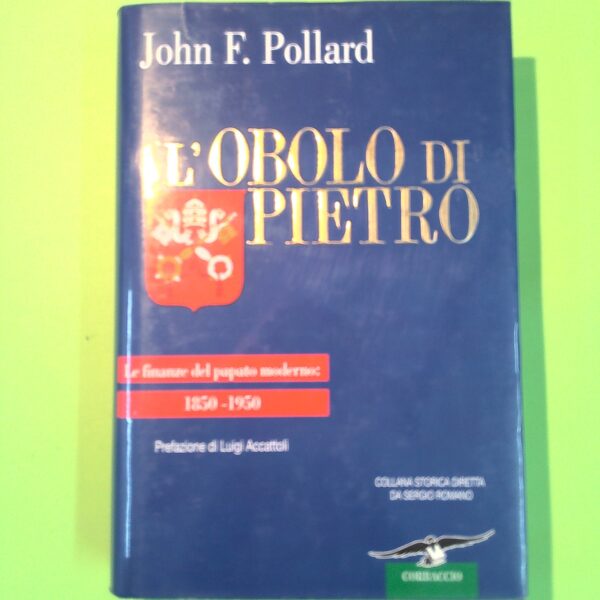 John F. Pollard
L'OBOLO DI
PIETRO
Le finanze del papato moderno:
1850 - 1950
Prefazione di Luigi Accattoli
COLLANA STORICA DIRETTA
DA SERGIO ROMANO
CORBACCIO